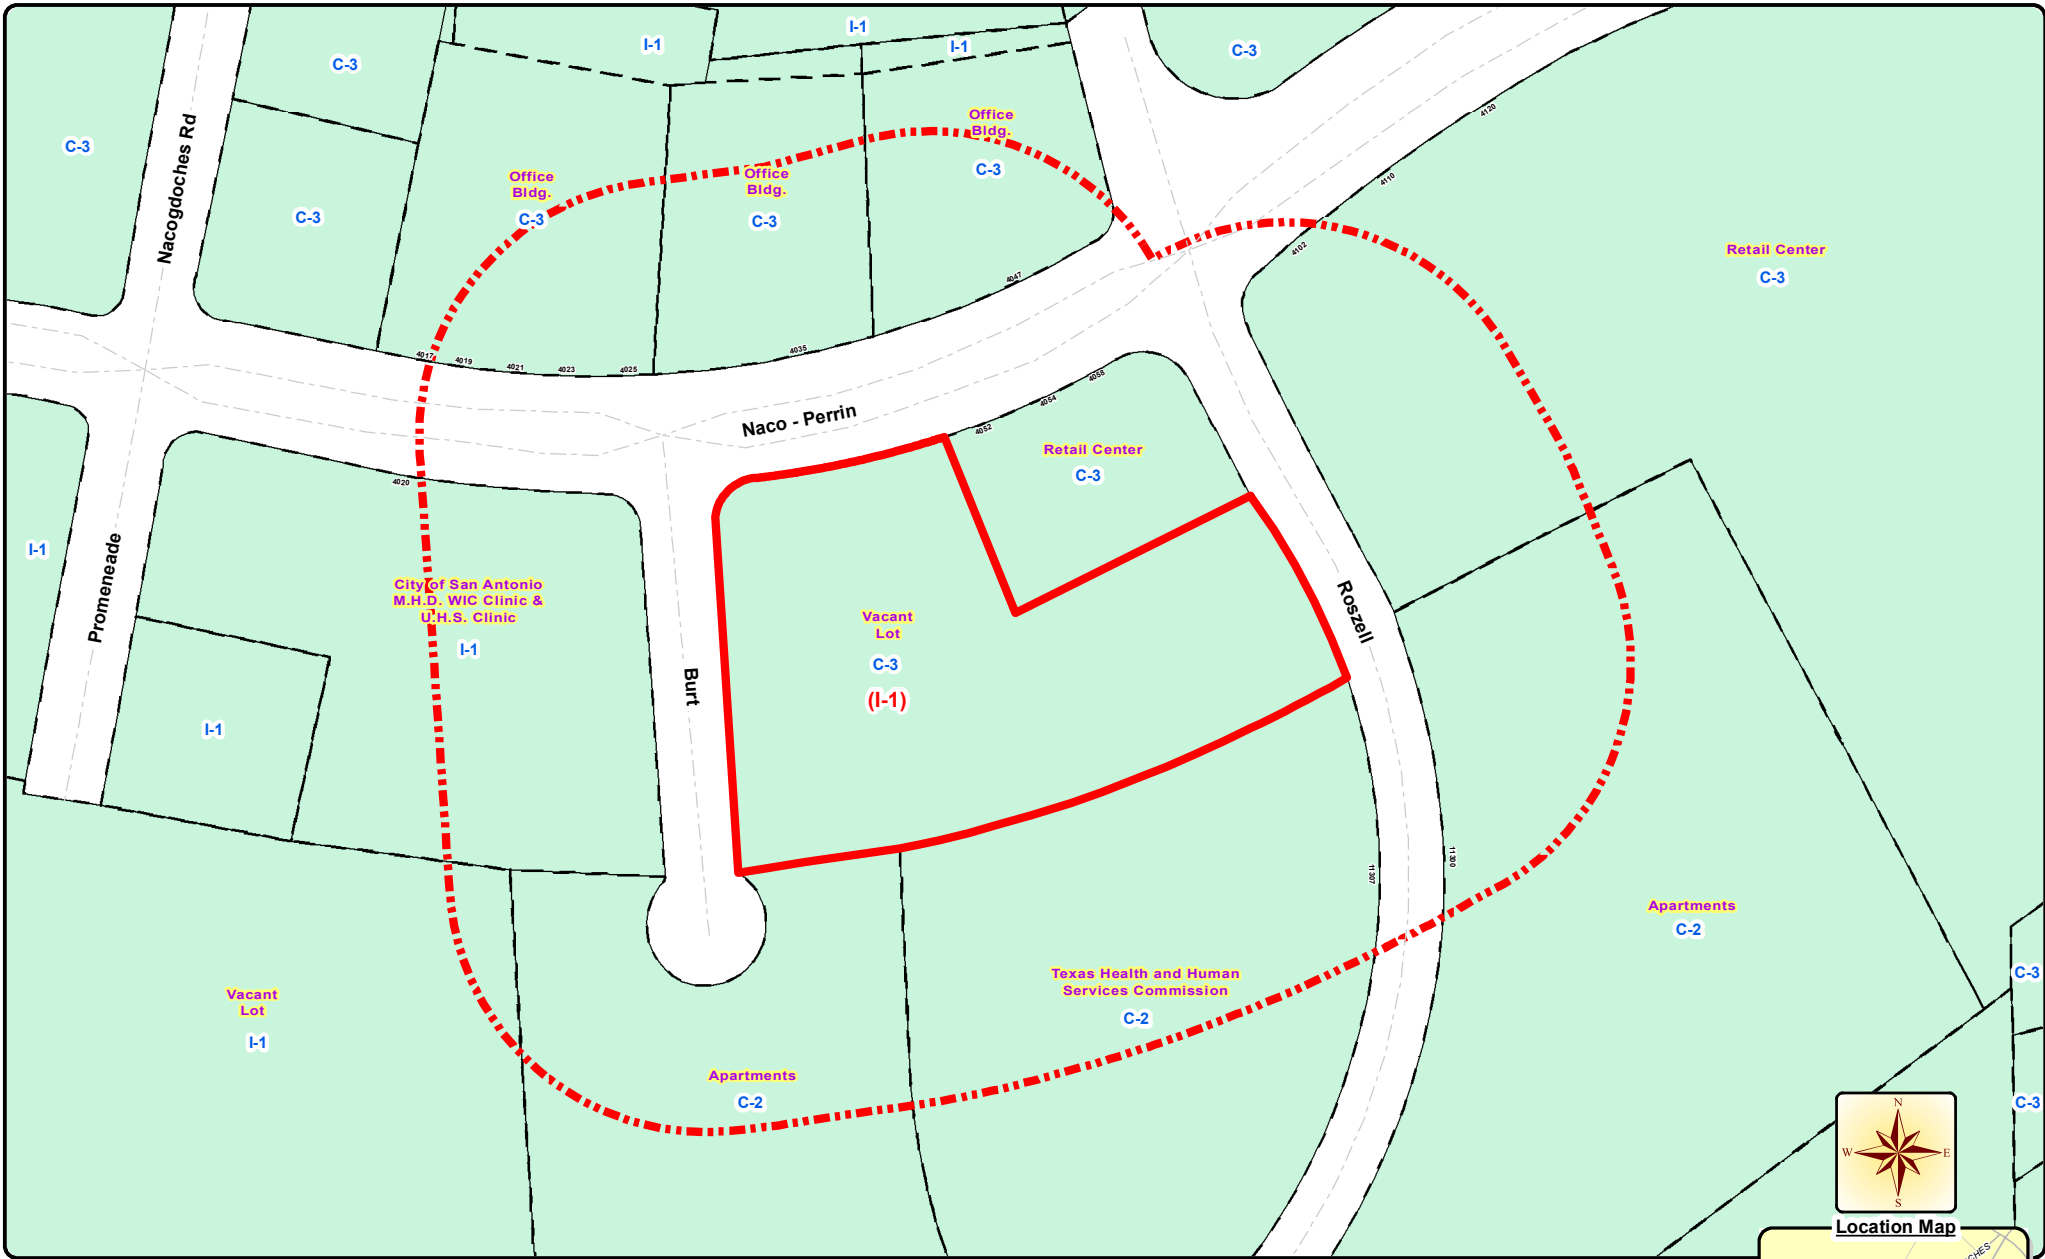 I-1
I-1
I-1
C-3
C-3
C-3
C-3
Nacogdoches Rd
Office
Bldg.
C-3
Office
Bldg.
C-3
Office
Bldg.
C-3
4120
4110
4102
Retail Center
C-3
4047
4035
4017
4019
4021
4023
4025
Naco - Perrin
4058
4054
4052
4020
Retail Center
C-3
I-1
Promeneade
City of San Antonio
M.H.D. WIC Clinic &
U.H.S. Clinic
I-1
I-1
Burt
Vacant
Lot
C-3
(I-1)
Roszell
11307
11300
Apartments
C-2
Texas Health and Human
Services Commission
C-2
Vacant
Lot
I-1
Apartments
C-2
C-3
C-3
N
W
E
S
Location Map
CHES